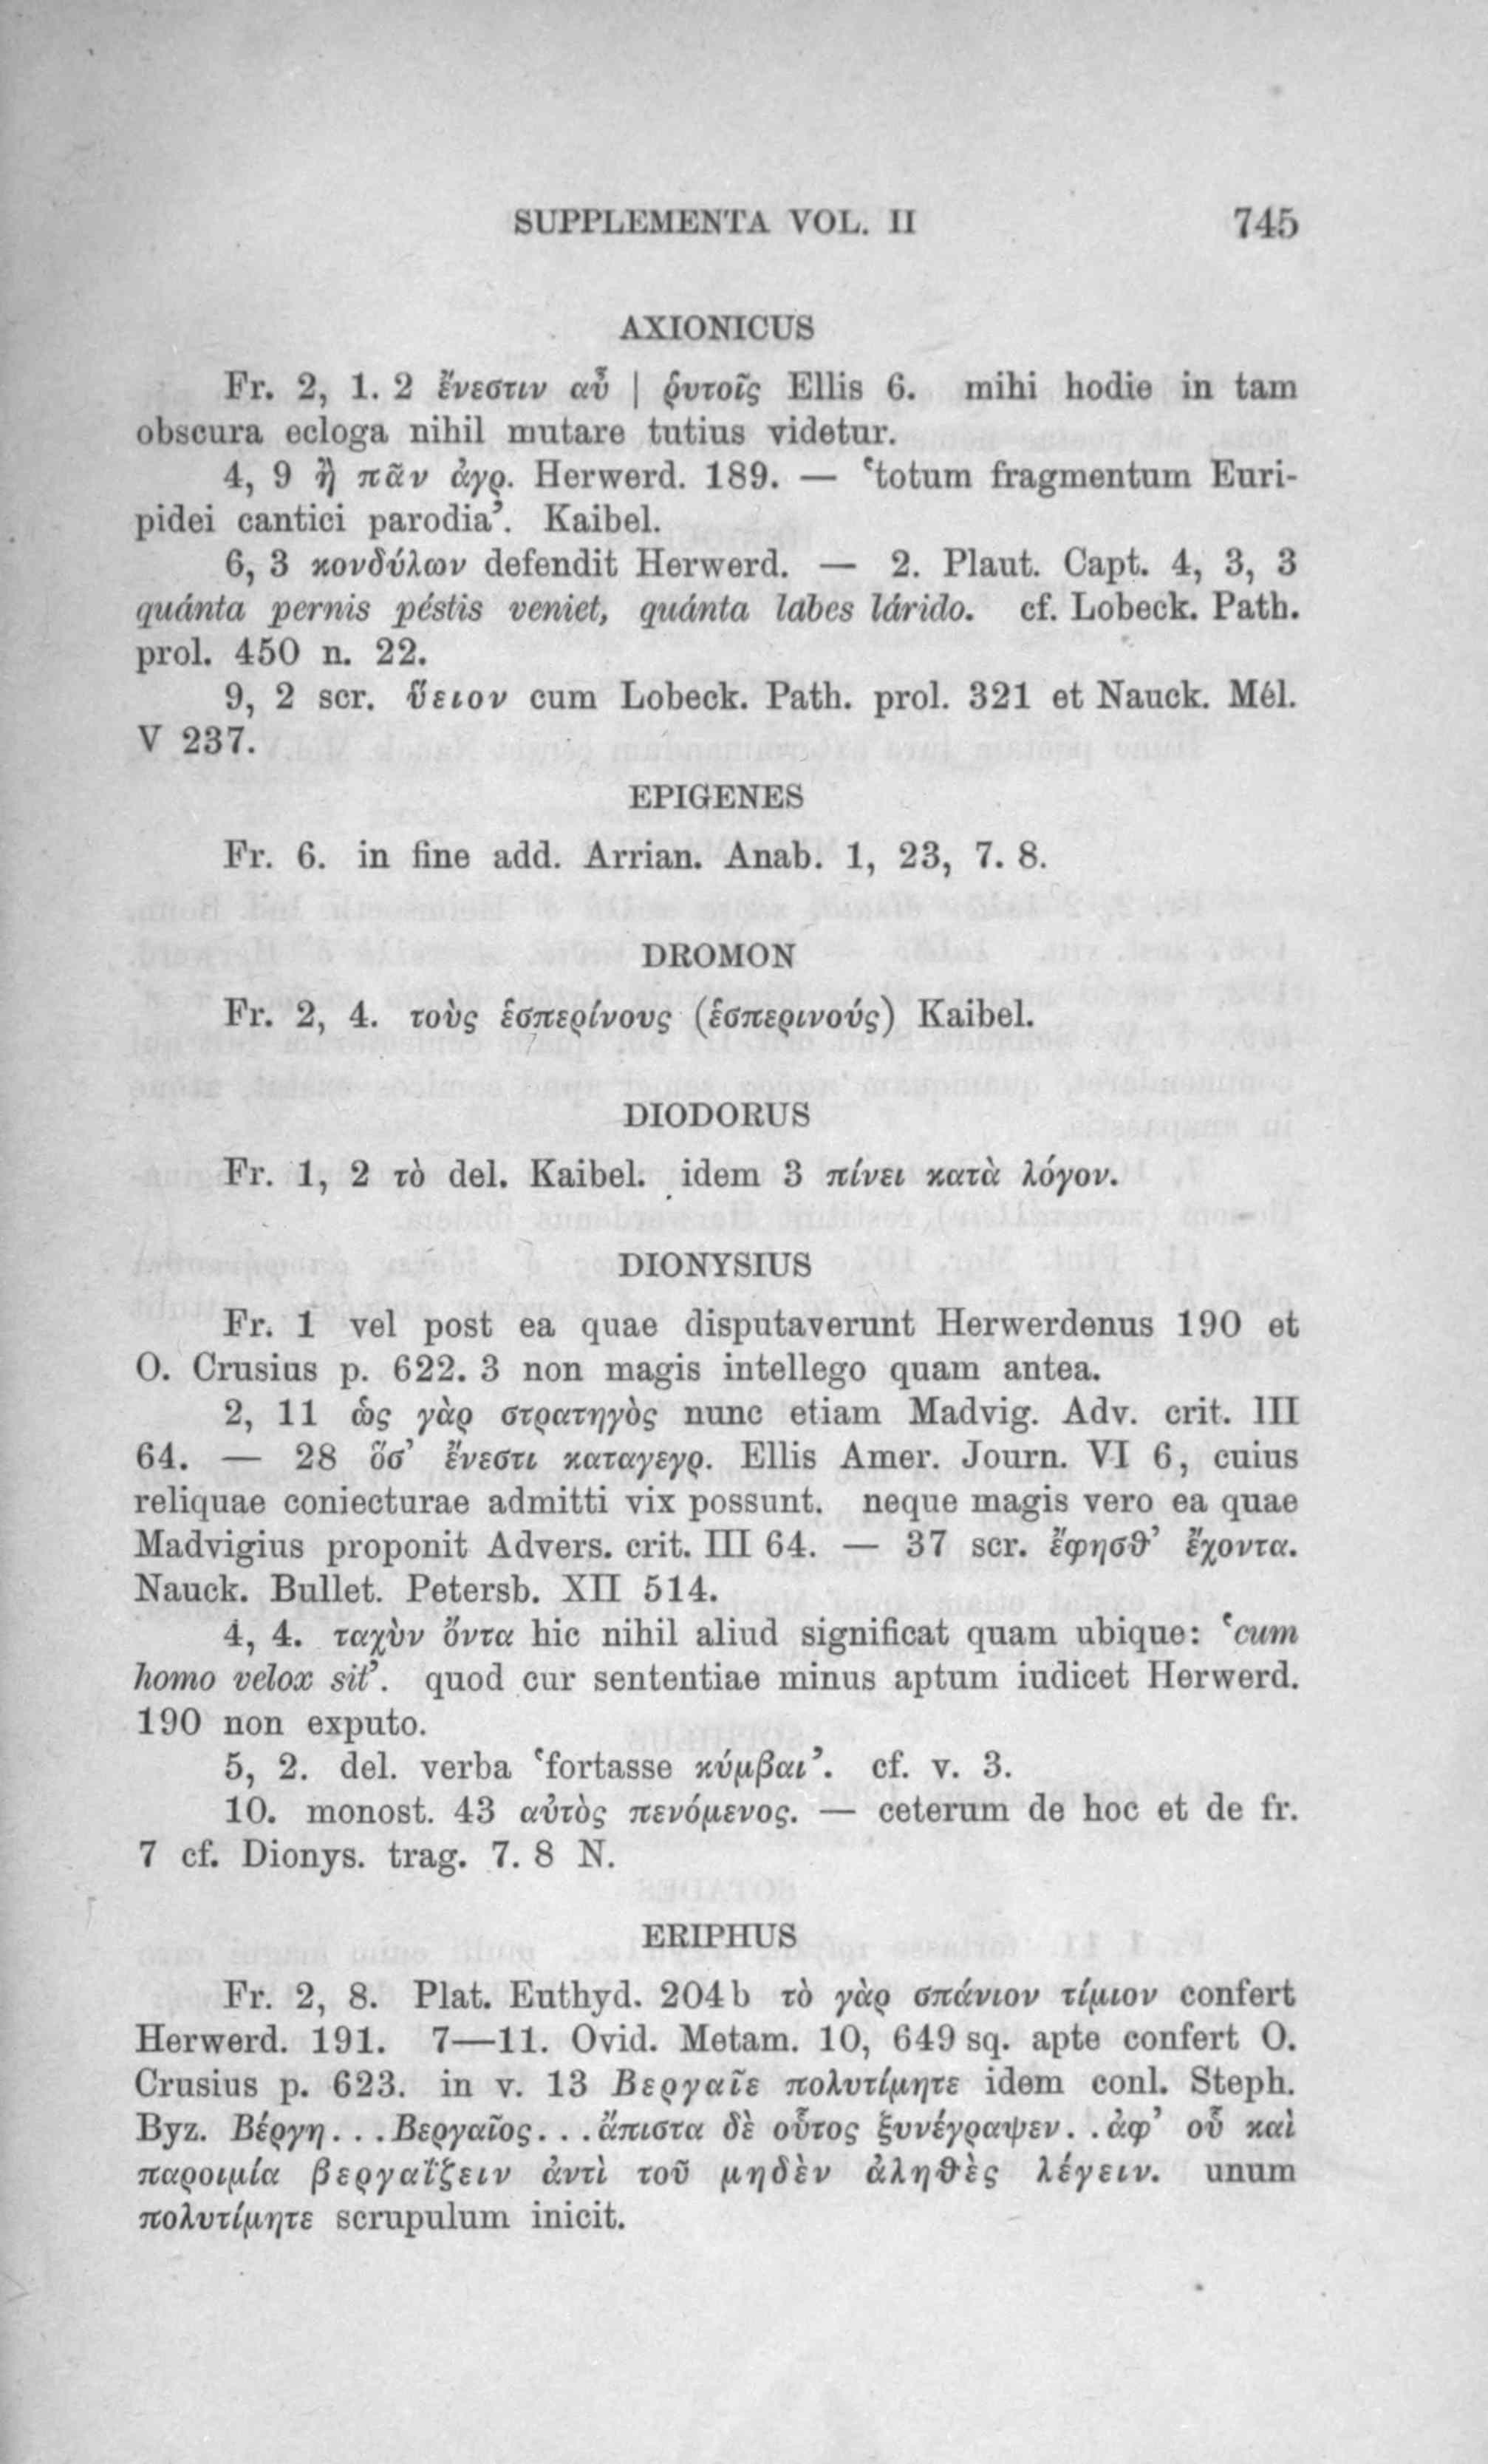 SUPPLEMENTA VOL. II 745
AXIONICUS
Fr. 2, 1. 2 ἔνεστιν αὖ | ῥυτοῖς Ellis 6. mihi hodie in tam
obscura ecloga nihil mutare tutius videtur.
4, 9 ἢ πᾶν ἀγρ. Herwerd. 189. — ‘totum fragmentum Euri-
pidei cantici parodia’. Kaibel.
6, 3 κονδύλων defendit Herwerd. — 2. Plaut. Capt. 4, 3, 3
quánta pernis péstis veniet, quánta labes lárido. cf. Lobeck. Path.
prol. 450 n. 22.
9, 2 scr. ὕειον cum Lobeck. Path. prol. 321 et Nauck. Mél.
V 237.
EPIGENES
Fr. 6. in fine add. Arrian. Anab. 1, 23, 7. 8.
DROMON
Fr. 2, 4. τοὺς ἑσπερίνους (ἑσπερινούς) Kaibel.
DIODORUS
Fr. 1, 2 τὸ del. Kaibel. idem 3 πίνει κατὰ λόγον.
DIONYSIUS
Fr. 1 vel post ea quae disputaverunt Herwerdenus 190 et
O. Crusius p. 622. 3 non magis intellego quam antea.
2, 11 ὡς γὰρ στρατηγὸς nunc etiam Madvig. Adv. crit. III
64. — 28 ὅσ’ ἔνεστι καταγεγρ. Ellis Amer. Journ. VI 6, cuius
reliquae coniecturae admitti vix possunt. neque magis vero ea quae
Madvigius proponit Advers. crit. III 64. — 37 scr. ἔφησθ’ ἔχοντα.
Nauck. Bullet. Petersb. XII 514.
4, 4. ταχὺν ὄντα hic nihil aliud significat quam ubique: ‘cum
homo velox sit’. quod cur sententiae minus aptum iudicet Herwerd.
190 non exputo.
5, 2. del. verba ‘fortasse κύμβαι’. cf. v. 3.
10. monost. 43 αὐτὸς πενόμενος. — ceterum de hoc et de fr.
7 cf. Dionys. trag. 7. 8 N.
ERIPHUS
Fr. 2, 8. Plat. Euthyd. 204b τὸ γὰρ σπάνιον τίμιον confert
Herwerd. 191. 7—11. Ovid. Metam. 10, 649 sq. apte confert O.
Crusius p. 623. in v. 13 Βεργαῖε πολυτίμητε idem conl. Steph.
Byz. Βέργη... Βεργαῖος... ἄπιστα δὲ οὗτος ξυνέγραψεν.. ἀφ’ οὗ καὶ
παροιμία βεργαΐζειν ἀντὶ τοῦ μηδὲν ἀληθὲς λέγειν. unum
πολυτίμητε scrupulum inicit.